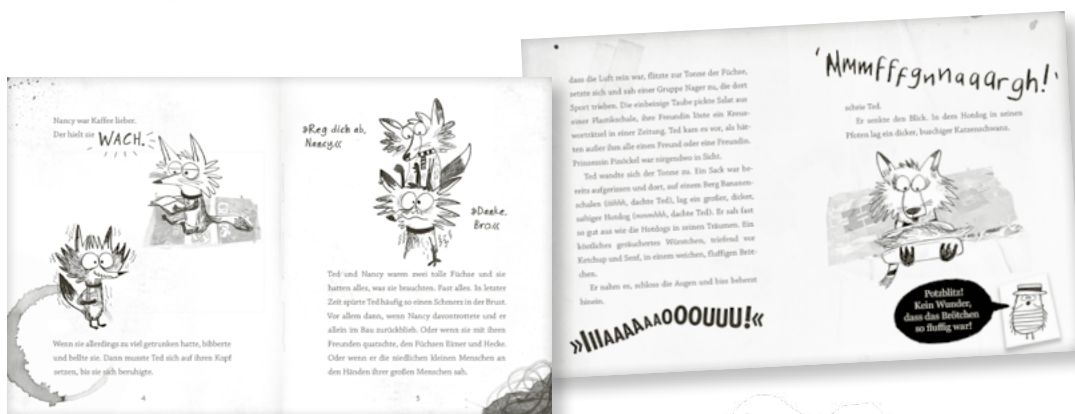 Nancy war Kaffee lieber.
Der hielt sie WACH.
Wenn sie allerdings zu viel getrunken hatte, bibberte
und bellte sie. Dann musste Ted sich auf ihren Kopf
setzen, bis sie sich beruhigte.
4
»Reg dich ab,
Nancy.«
»Danke,
Bro.«
Ted und Nancy waren zwei tolle Füchse und sie
hatten alles, was sie brauchten. Fast alles. In letzter
Zeit spürte Ted häufig so einen Schmerz in der Brust.
Vor allem dann, wenn Nancy davontrottete und er
allein im Bau zurückblieb. Oder wenn sie mit ihren
Freunden quatschte, den Füchsen Eimer und Hecke.
Oder wenn er die niedlichen kleinen Menschen an
den Händen ihrer großen Menschen sah.
5
dass die Luft rein war, flitzte zur Tonne der Füchse,
setzte sich und sah einer Gruppe Nager zu, die dort
Sport trieben. Die einbeinige Taube pickte Salat aus
einer Plastikschale, ihre Freundin löste ein Kreuz-
worträtsel in einer Zeitung. Ted kam es vor, als hät-
ten außer ihm alle einen Freund oder eine Freundin.
Prinzessin Pinöckel war nirgendwo in Sicht.
Ted wandte sich der Tonne zu. Ein Sack war be-
reits aufgerissen und dort, auf einem Berg Bananen-
schalen (iiihhh, dachte Ted), lag ein großer, dicker,
saftiger Hotdog (mmmhhh, dachte Ted). Er sah fast
so gut aus wie die Hotdogs in seinen Träumen. Ein
köstliches geräuchertes Würstchen, triefend vor
Ketchup und Senf, in einem weichen, fluffigen Bröt-
chen.
Er nahm es, schloss die Augen und biss beherzt
hinein.
»IIIAAAAAAOOOUUU!«
'Mmmfffgnnaaargh!'
schrie Ted.
Er senkte den Blick. In dem Hotdog in seinen
Pfoten lag ein dicker, buschiger Katzenschwanz.
Potzblitz!
Kein Wunder,
dass das Brötchen
so fluffig war!